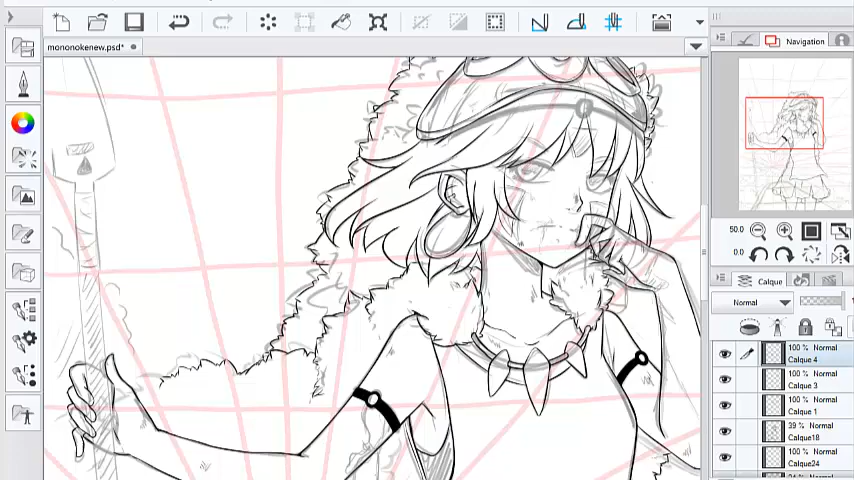 mononokenew.psd*
Navigation
50.0
0.0
Calque
Normal
100 % Normal
Calque 4
100 % Normal
Calque 3
100 % Normal
Calque 1
39 % Normal
Calque18
100 % Normal
Calque24